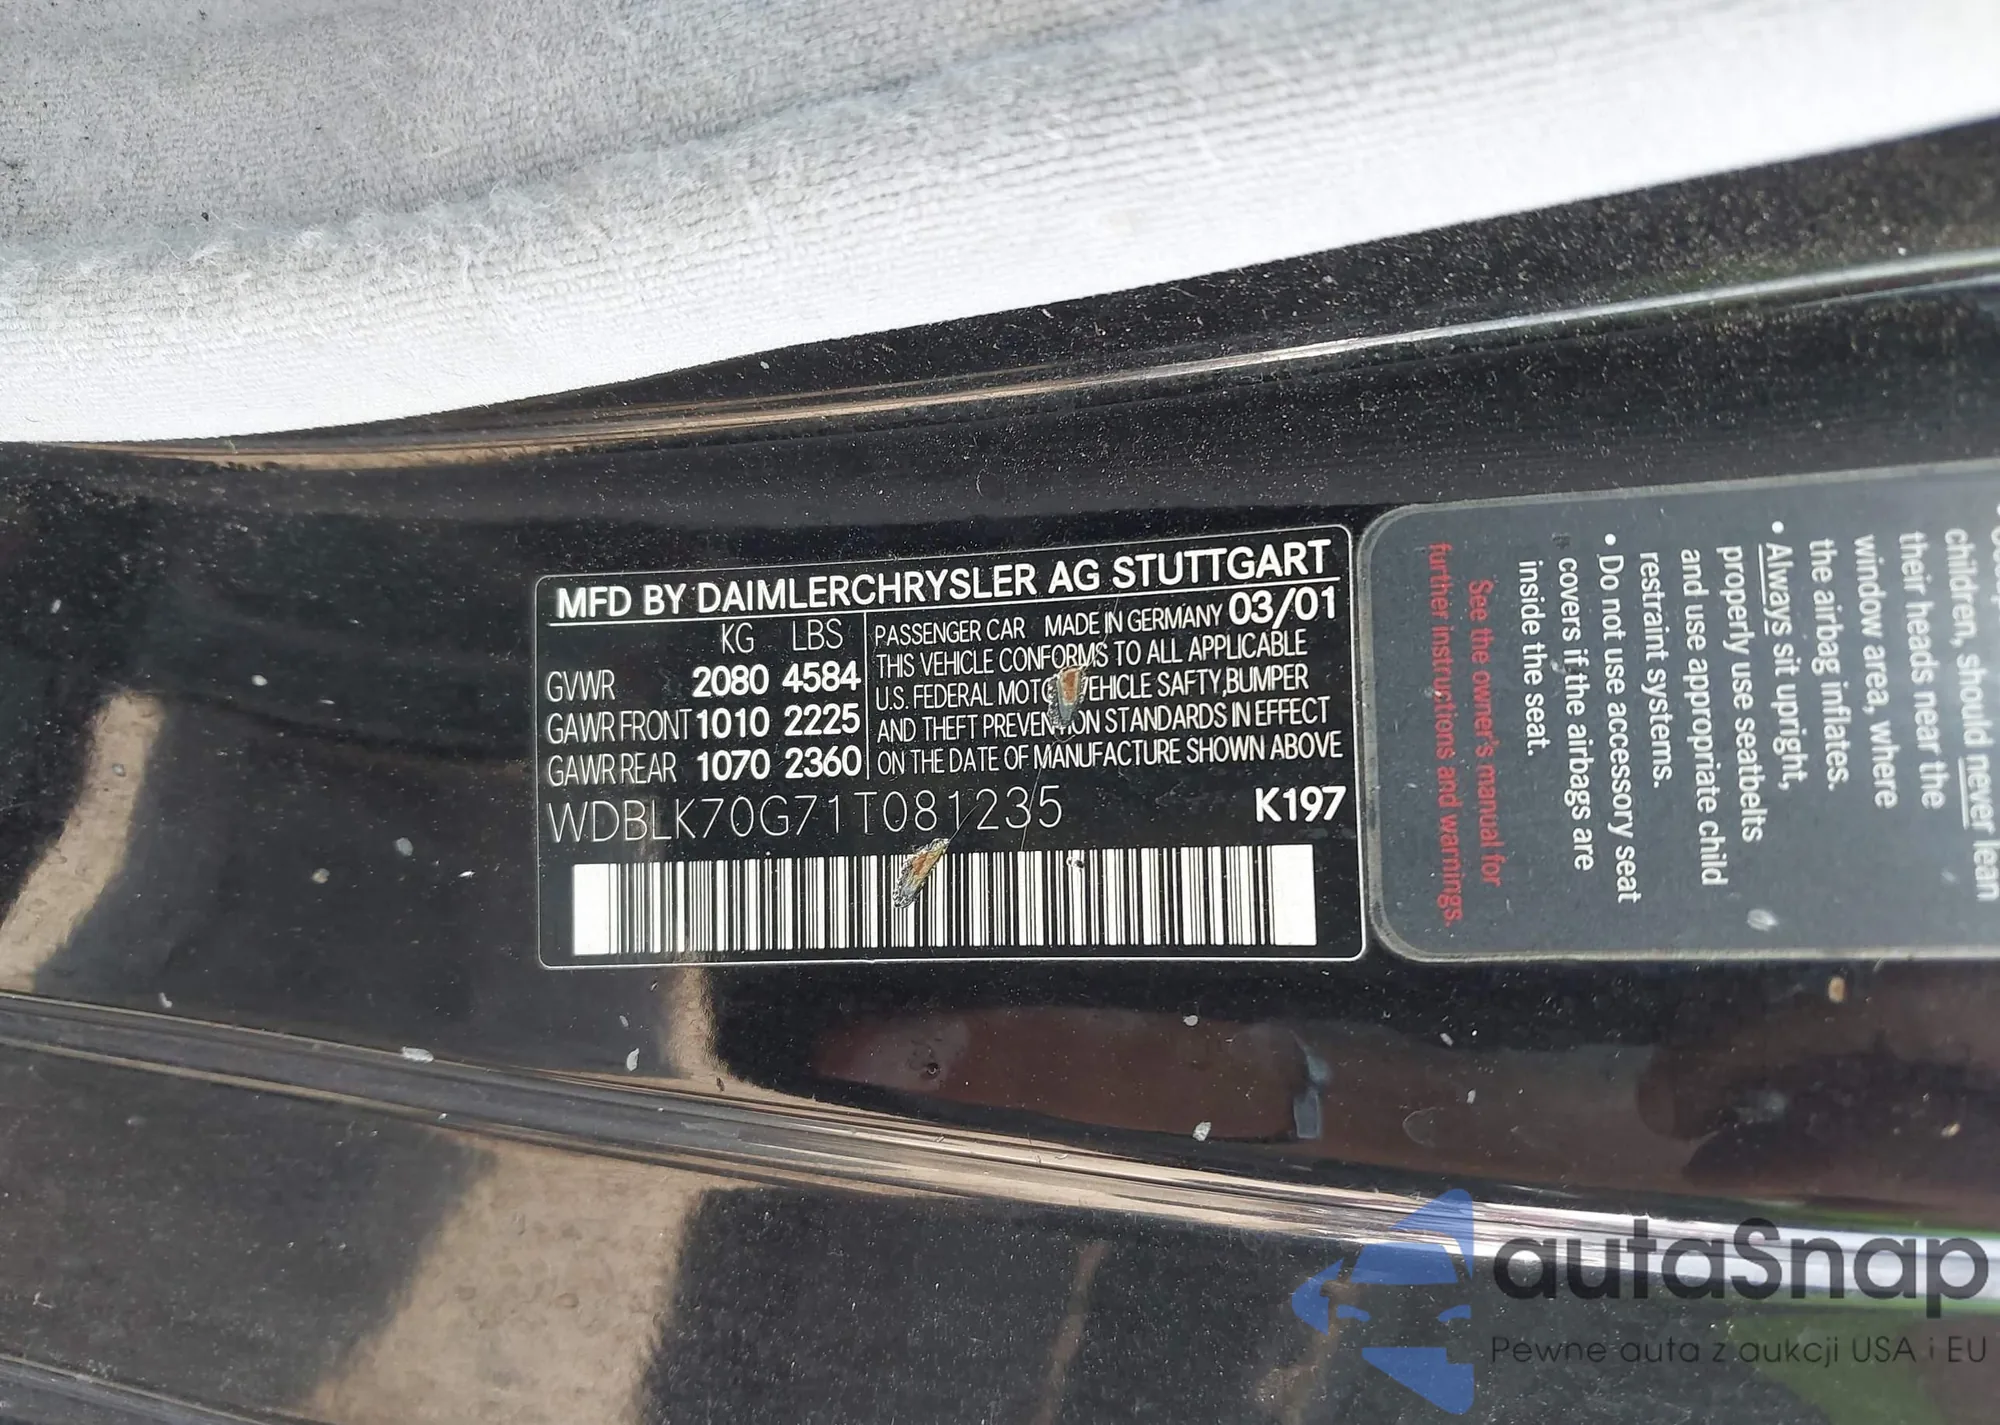 MFD BY DAIMLERCHRYSLER AG STUTTGART
KG LBS
GVWR 2080 4584
GAWR FRONT 1010 2225
GAWR REAR 1070 2360
PASSENGER CAR MADE IN GERMANY 03/01
THIS VEHICLE CONFORMS TO ALL APPLICABLE
U.S. FEDERAL MOTOR VEHICLE SAFTY,BUMPER
AND THEFT PREVENTION STANDARDS IN EFFECT
ON THE DATE OF MANUFACTURE SHOWN ABOVE
WDBLK70G71T081235 K197
children, should never lean
their heads near the
window area, where
the airbag inflates.
• Always sit upright,
properly use seatbelts
and use appropriate child
restraint systems.
• Do not use accessory seat
covers if the airbags are
inside the seat.
See the owner's manual for
further instructions and warnings.
autaSnap
Pewne auta z aukcji USA i EU